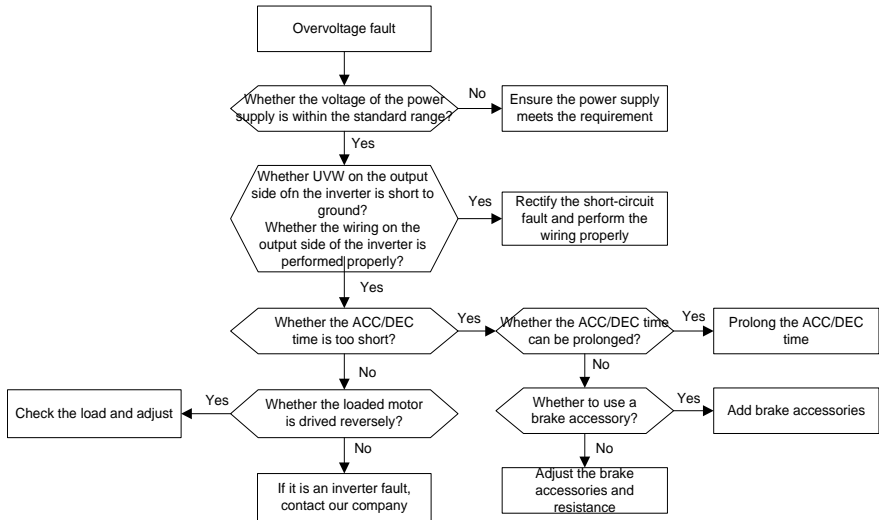 Overvoltage fault
Whether the voltage of the power
supply is within the standard range?
No
Ensure the power supply
meets the requirement
Yes
Whether UVW on the output
side ofn the inverter is short to
ground?
Whether the wiring on the
output side of the inverter is
performed properly?
Yes
Rectify the short-circuit
fault and perform the
wiring properly
Yes
Whether the ACC/DEC
time is too short?
Yes
Whether the ACC/DEC time
can be prolonged?
Yes
Prolong the ACC/DEC
time
No
No
Check the load and adjust
Yes
Whether the loaded motor
is drived reversely?
Whether to use a
brake accessory?
Yes
Add brake accessories
No
No
If it is an inverter fault,
contact our company
Adjust the brake
accessories and
resistance